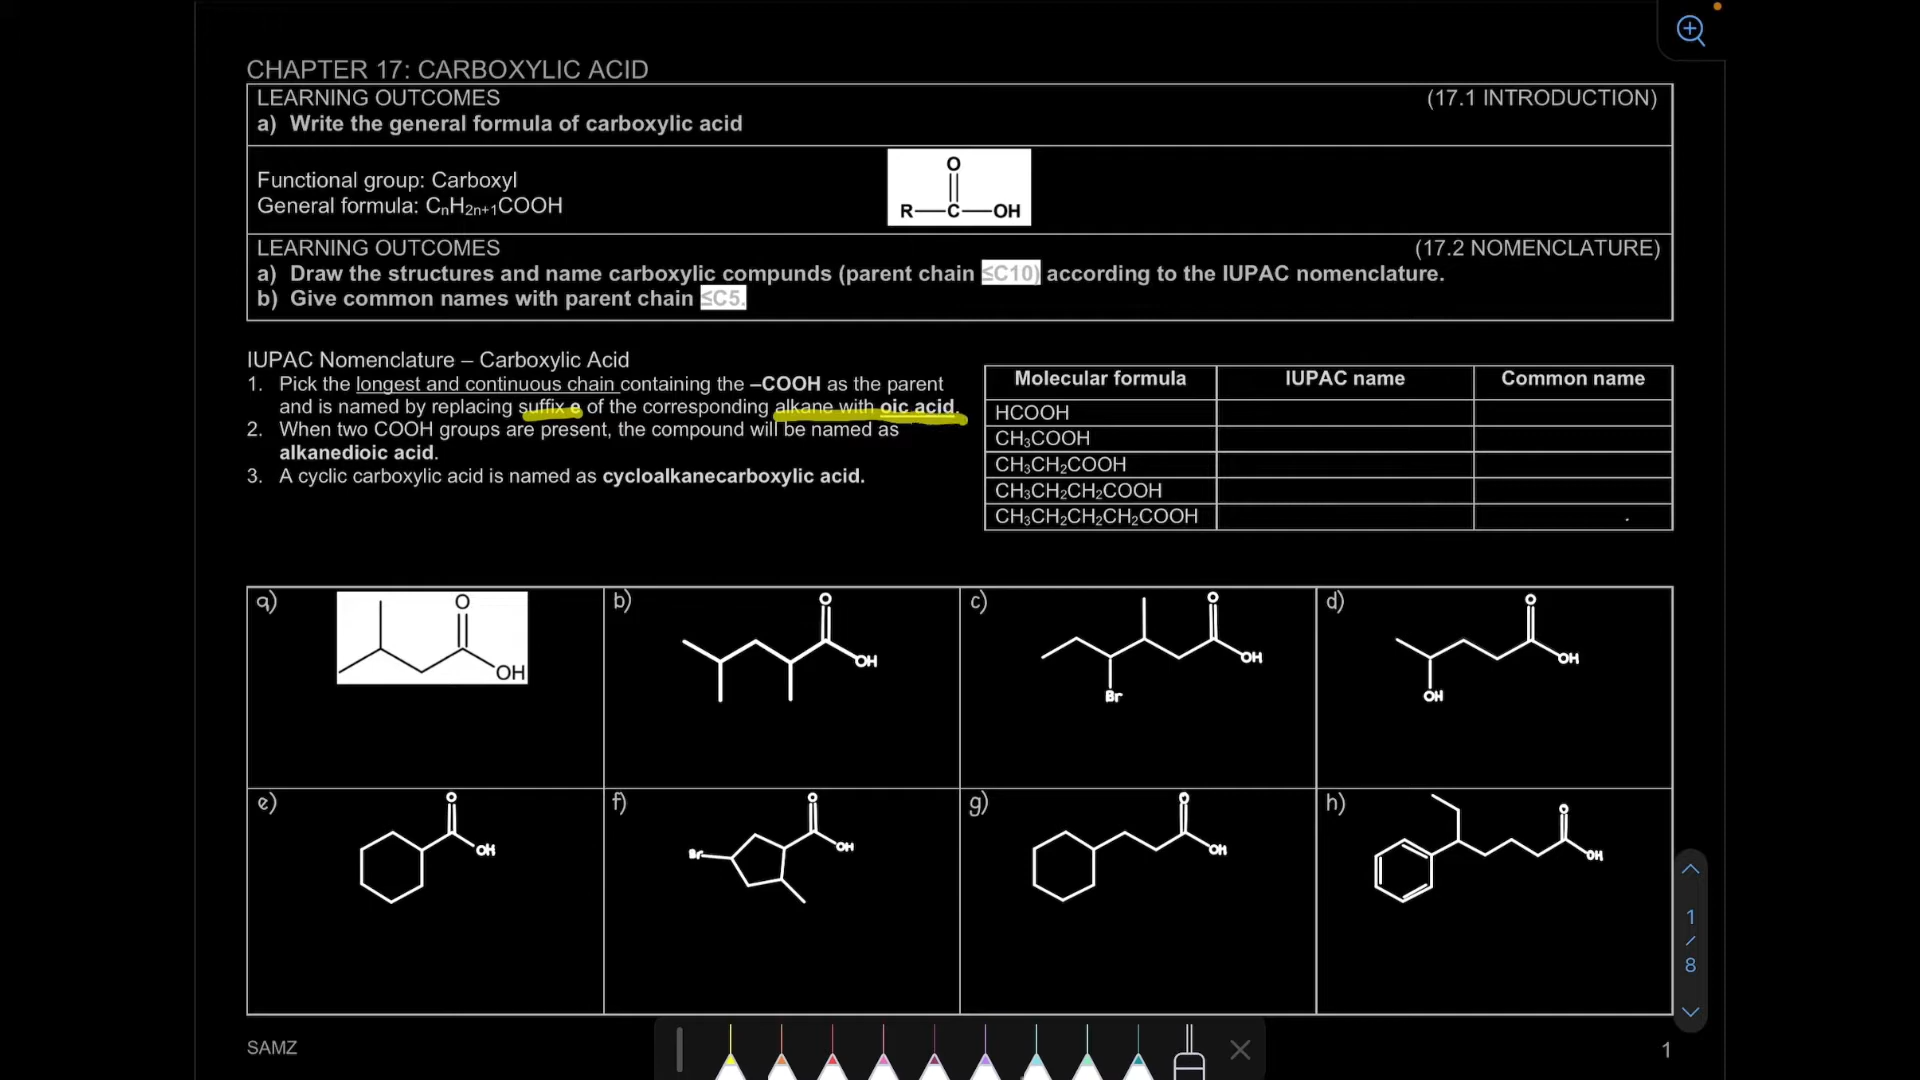 CHAPTER 17: CARBOXYLIC ACID
LEARNING OUTCOMES (17.1 INTRODUCTION)
a) Write the general formula of carboxylic acid
Functional group: Carboxyl
General formula: CₙH₂ₙ₊₁COOH
O
R C OH
LEARNING OUTCOMES (17.2 NOMENCLATURE)
a) Draw the structures and name carboxylic compunds (parent chain ≤C10) according to the IUPAC nomenclature.
b) Give common names with parent chain ≤C5.
IUPAC Nomenclature – Carboxylic Acid
1. Pick the longest and continuous chain containing the –COOH as the parent
and is named by replacing suffix e of the corresponding alkane with oic acid.
2. When two COOH groups are present, the compound will be named as
alkanedioic acid.
3. A cyclic carboxylic acid is named as cycloalkanecarboxylic acid.
Molecular formula IUPAC name Common name
HCOOH
CH₃COOH
CH₃CH₂COOH
CH₃CH₂CH₂COOH
CH₃CH₂CH₂CH₂COOH
a) O
OH
b) O
OH
c) O
OH
Br
d) O
OH
OH
e) O
OH
f) O
Br OH
g) O
OH
h) O
OH
1
/
8
SAMZ 1